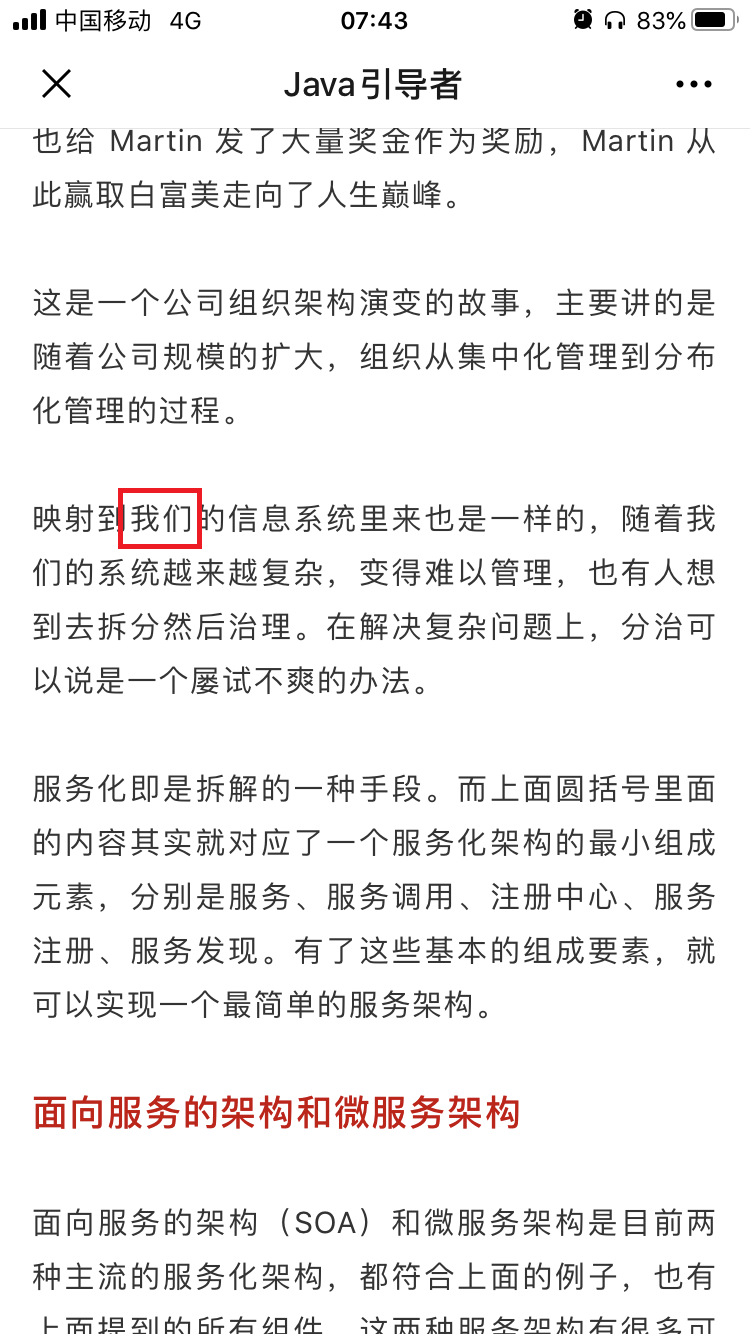 中国移动 4G 07:43 83%
Java引导者
也给 Martin 发了大量奖金作为奖励，Martin 从
此赢取白富美走向了人生巅峰。
这是一个公司组织架构演变的故事，主要讲的是
随着公司规模的扩大，组织从集中化管理到分布
化管理的过程。
映射到我们的信息系统里来也是一样的，随着我
们的系统越来越复杂，变得难以管理，也有人想
到去拆分然后治理。在解决复杂问题上，分治可
以说是一个屡试不爽的办法。
服务化即是拆解的一种手段。而上面圆括号里面
的内容其实就对应了一个服务化架构的最小组成
元素，分别是服务、服务调用、注册中心、服务
注册、服务发现。有了这些基本的组成要素，就
可以实现一个最简单的服务架构。
面向服务的架构和微服务架构
面向服务的架构（SOA）和微服务架构是目前两
种主流的服务化架构，都符合上面的例子，也有
上面提到的所有组件。这两种服务架构有很多可